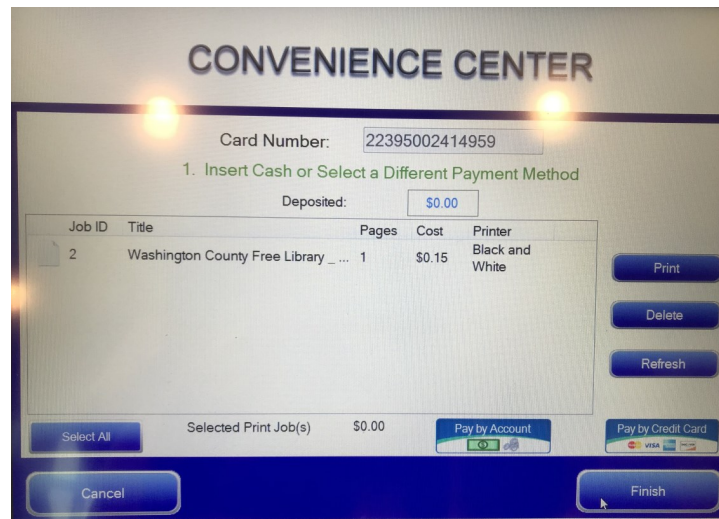 CONVENIENCE CENTER
Card Number: 22395002414959
1. Insert Cash or Select a Different Payment Method
Deposited: $0.00
Job ID Title Pages Cost Printer
2 Washington County Free Library _ ... 1 $0.15 Black and White
Print
Delete
Refresh
Select All Selected Print Job(s) $0.00 Pay by Account Pay by Credit Card
VISA
Cancel Finish